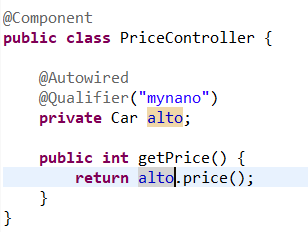 @Component
public class PriceController {
@Autowired
@Qualifier("mynano")
private Car alto;
public int getPrice() {
return alto.price();
}
}